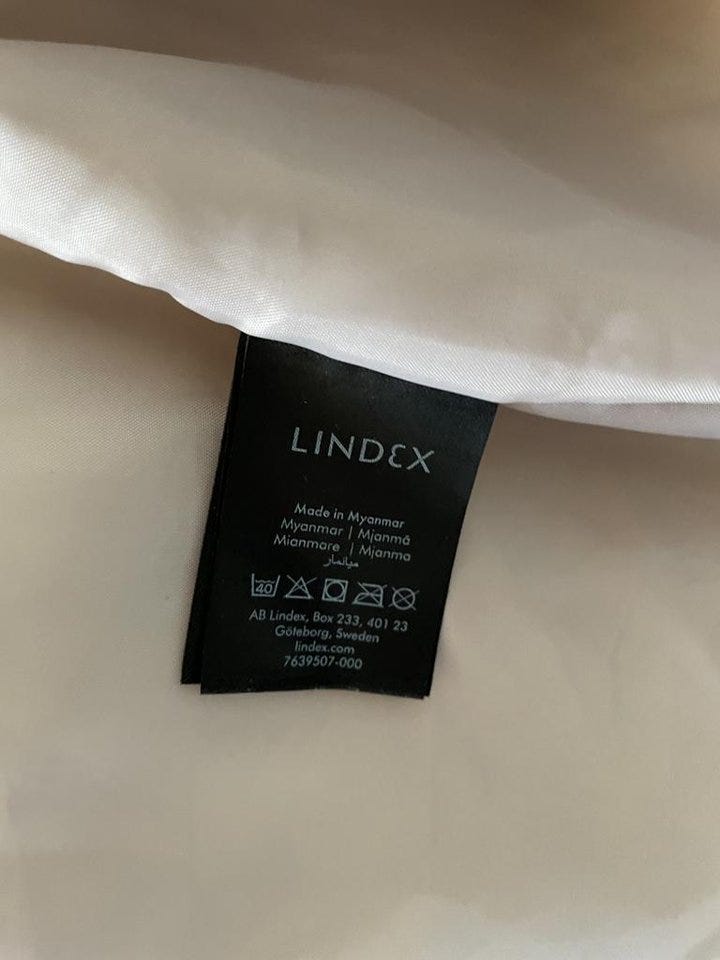 LINDEX
Made in Myanmar
Myanmar | Mjanmā
Mianmare | Mjanma
ميانمار
40
AB Lindex, Box 233, 401 23
Göteborg, Sweden
lindex.com
7639507-000